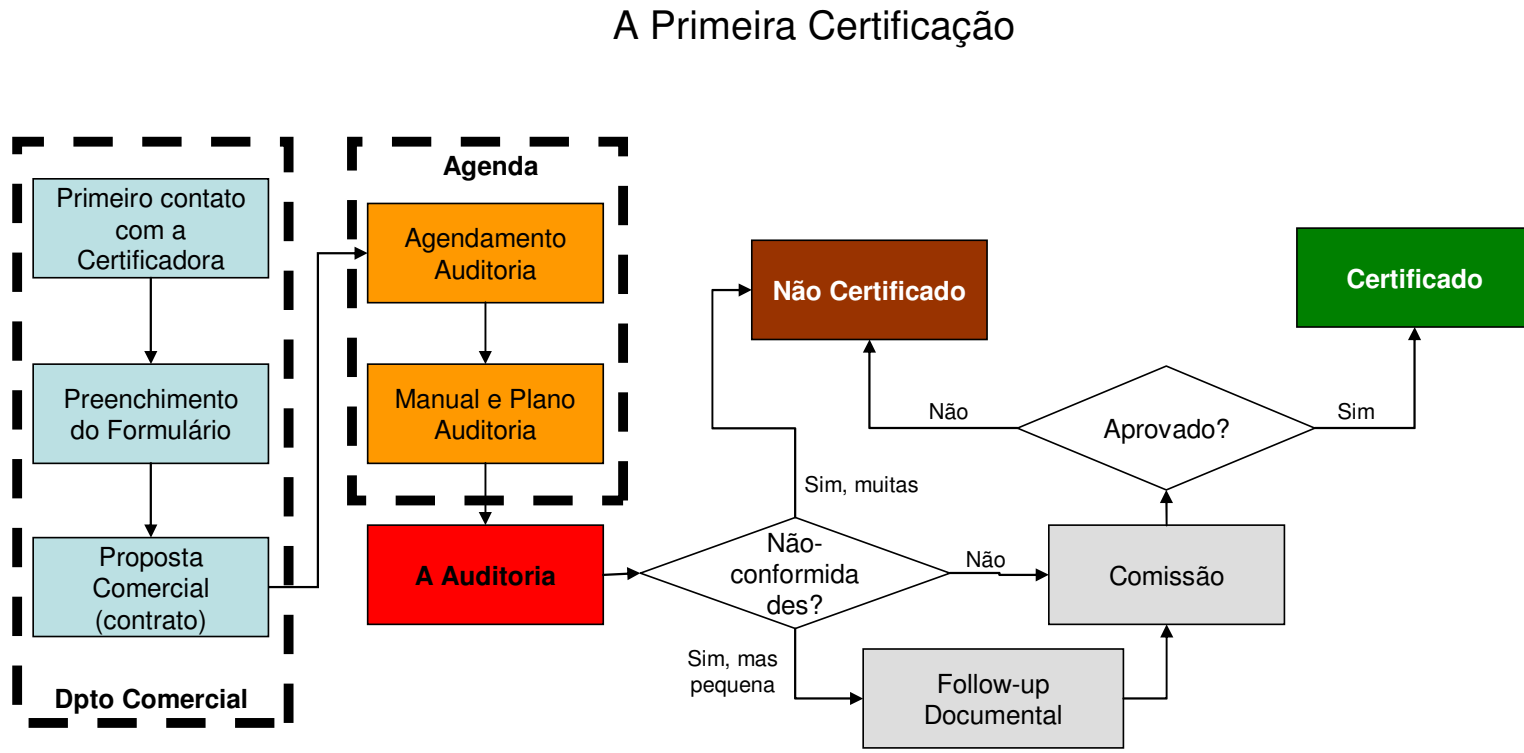 A Primeira Certificação
Primeiro contato
com a
Certificadora
Preenchimento
do Formulário
Proposta
Comercial
(contrato)
Dpto Comercial
Agenda
Agendamento
Auditoria
Manual e Plano
Auditoria
A Auditoria
Não-
conformida
des?
Sim, muitas
Não Certificado
Sim, mas
pequena
Follow-up
Documental
Não
Comissão
Aprovado?
Não
Sim
Certificado